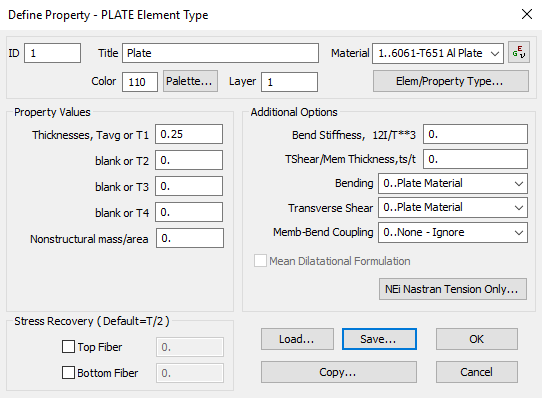 Define Property - PLATE Element Type
ID 1 Title Plate Material 1..6061-T651 Al Plate G E ν
Color 110 Palette... Layer 1 Elem/Property Type...
Property Values
Thicknesses, Tavg or T1 0.25
blank or T2 0.
blank or T3 0.
blank or T4 0.
Nonstructural mass/area 0.
Additional Options
Bend Stiffness, 12I/T**3 0.
TShear/Mem Thickness,ts/t 0.
Bending 0..Plate Material
Transverse Shear 0..Plate Material
Memb-Bend Coupling 0..None - Ignore
Mean Dilatational Formulation
NEi Nastran Tension Only...
Stress Recovery ( Default=T/2 )
Top Fiber 0.
Bottom Fiber 0.
Load... Save... OK
Copy... Cancel